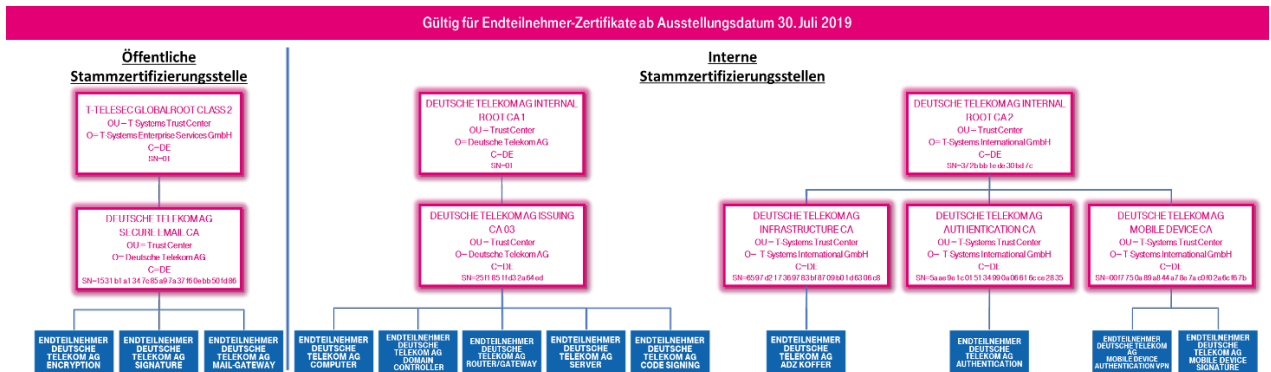 Gültig für Endteilnehmer-Zertifikate ab Ausstellungsdatum 30. Juli 2019
Öffentliche
Stammzertifizierungsstelle
Interne
Stammzertifizierungsstellen
T-TELESEC GLOBALROOT CLASS 2
OU – T Systems Trust Center
O – T-Systems Enterprise Services GmbH
C–DE
SN=01
DEUTSCHE TELEKOM AG INTERNAL
ROOT CA 1
OU – Trust Center
O= Deutsche Telekom AG
C–DE
SN=01
DEUTSCHE TELEKOM AG INTERNAL
ROOT CA 2
OU – Trust Center
O= T-Systems International GmbH
C–DE
DEUTSCHE TELEKOM AG
SECURE EMAIL CA
OU = Trust Center
O– Deutsche Telekom AG
C=DE
DEUTSCHE TELEKOM AG ISSUING
CA 03
OU – Trust Center
O– Deutsche Telekom AG
C–DE
DEUTSCHE TELEKOM AG
INFRASTRUCTURE CA
OU – T-Systems Trust Center
O – T Systems International GmbH
C–DE
DEUTSCHE TELEKOM AG
AUTHENTICATION CA
OU – T-Systems Trust Center
O – T Systems International GmbH
C–DE
DEUTSCHE TELEKOM AG
MOBILE DEVICE CA
OU – T-Systems Trust Center
O= T-Systems International GmbH
C–DE
ENDTEILNEHMER
DEUTSCHE
TELEKOM AG
ENCRYPTION
ENDTEILNEHMER
DEUTSCHE
TELEKOM AG
SIGNATURE
ENDTEILNEHMER
DEUTSCHE
TELEKOM AG
MAIL-GATEWAY
ENDTEILNEHMER
DEUTSCHE
TELEKOM AG
COMPUTER
ENDTEILNEHMER
DEUTSCHE
TELEKOM AG
DOMAIN
CONTROLLER
ENDTEILNEHMER
DEUTSCHE
TELEKOM AG
ROUTER/GATEWAY
ENDTEILNEHMER
DEUTSCHE
TELEKOM AG
SERVER
ENDTEILNEHMER
DEUTSCHE
TELEKOM AG
CODE SIGNING
ENDTEILNEHMER
DEUTSCHE
TELEKOM AG
ADZ KOFFER
ENDTEILNEHMER
DEUTSCHE
TELEKOM AG
AUTHENTICATION
ENDTEILNEHMER
DEUTSCHE TELEKOM
AG
MOBILE DEVICE
AUTHENTICATION VPN
ENDTEILNEHMER
DEUTSCHE
TELEKOM AG
MOBILE DEVICE
SIGNATURE